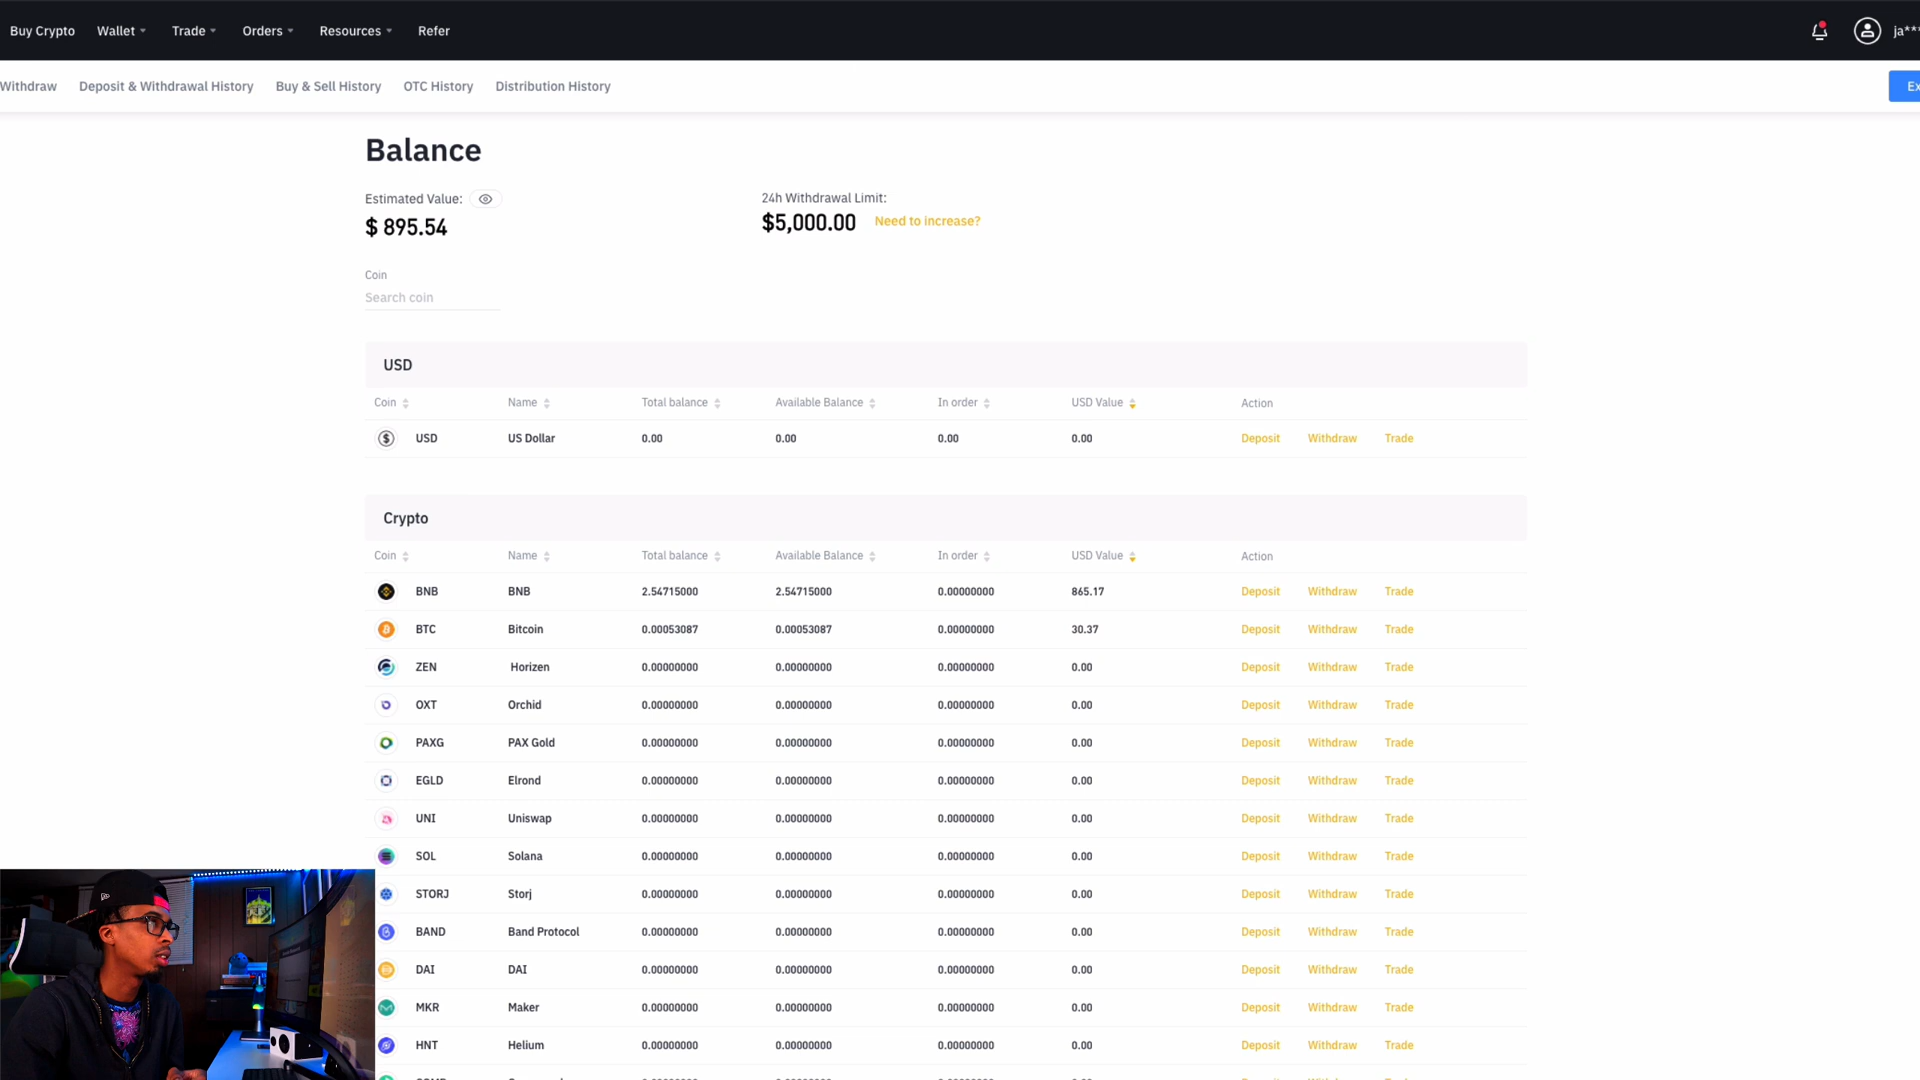 Buy Crypto Wallet Trade Orders Resources Refer ja***
Withdraw Deposit & Withdrawal History Buy & Sell History OTC History Distribution History Ex
Balance
Estimated Value:
$ 895.54
24h Withdrawal Limit:
$5,000.00 Need to increase?
Coin
Search coin
USD
Coin Name Total balance Available Balance In order USD Value Action
USD US Dollar 0.00 0.00 0.00 0.00 Deposit Withdraw Trade
Crypto
Coin Name Total balance Available Balance In order USD Value Action
BNB BNB 2.54715000 2.54715000 0.00000000 865.17 Deposit Withdraw Trade
BTC Bitcoin 0.00053087 0.00053087 0.00000000 30.37 Deposit Withdraw Trade
ZEN Horizen 0.00000000 0.00000000 0.00000000 0.00 Deposit Withdraw Trade
OXT Orchid 0.00000000 0.00000000 0.00000000 0.00 Deposit Withdraw Trade
PAXG PAX Gold 0.00000000 0.00000000 0.00000000 0.00 Deposit Withdraw Trade
EGLD Elrond 0.00000000 0.00000000 0.00000000 0.00 Deposit Withdraw Trade
UNI Uniswap 0.00000000 0.00000000 0.00000000 0.00 Deposit Withdraw Trade
SOL Solana 0.00000000 0.00000000 0.00000000 0.00 Deposit Withdraw Trade
STORJ Storj 0.00000000 0.00000000 0.00000000 0.00 Deposit Withdraw Trade
BAND Band Protocol 0.00000000 0.00000000 0.00000000 0.00 Deposit Withdraw Trade
DAI DAI 0.00000000 0.00000000 0.00000000 0.00 Deposit Withdraw Trade
MKR Maker 0.00000000 0.00000000 0.00000000 0.00 Deposit Withdraw Trade
HNT Helium 0.00000000 0.00000000 0.00000000 0.00 Deposit Withdraw Trade